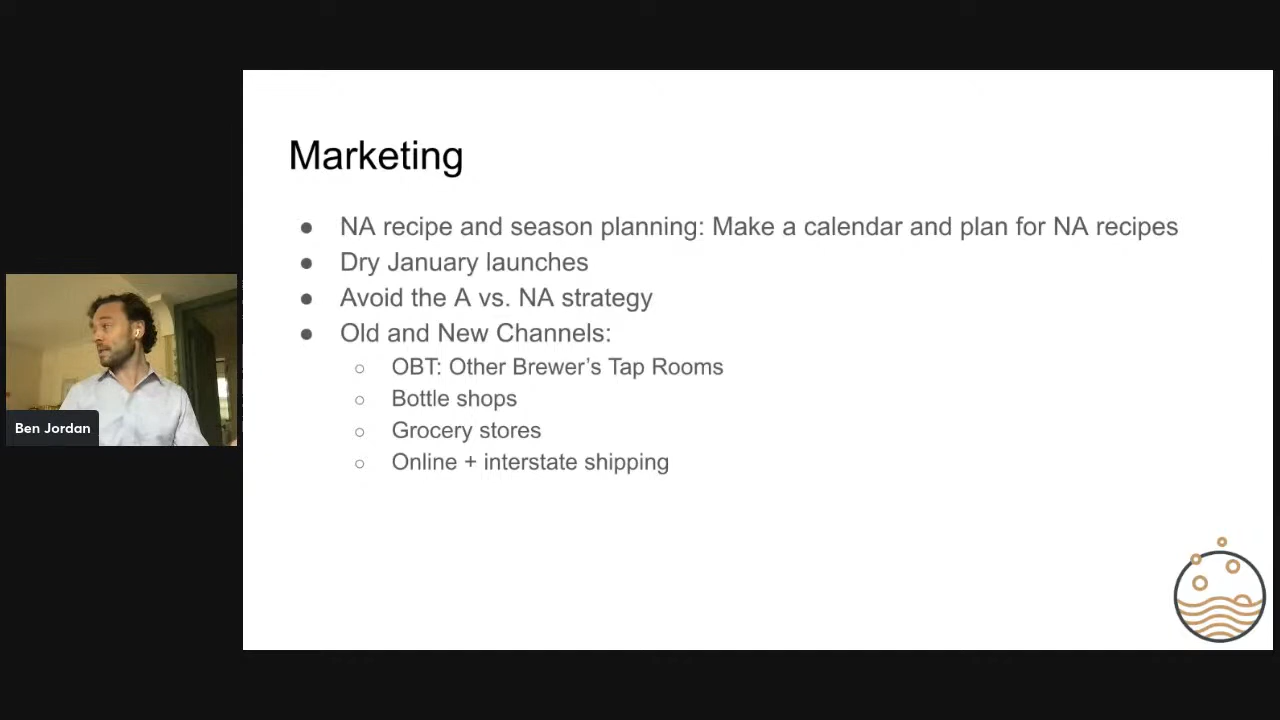 Marketing
● NA recipe and season planning: Make a calendar and plan for NA recipes
● Dry January launches
● Avoid the A vs. NA strategy
● Old and New Channels:
○ OBT: Other Brewer’s Tap Rooms
○ Bottle shops
○ Grocery stores
○ Online + interstate shipping
Ben Jordan